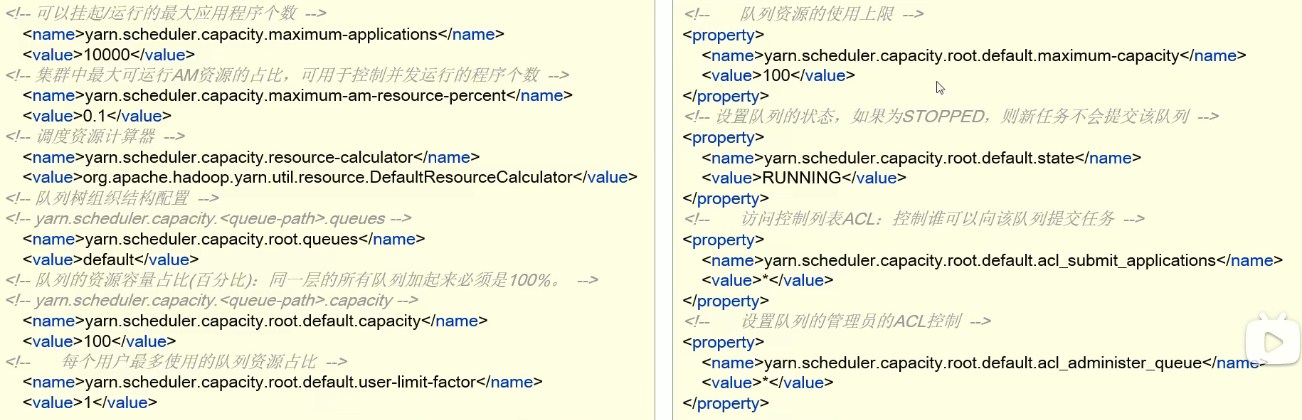 <!-- 可以挂起/运行的最大应用程序个数 -->
<name>yarn.scheduler.capacity.maximum-applications</name>
<value>10000</value>
<!-- 集群中最大可运行AM资源的占比，可用于控制并发运行的程序个数 -->
<name>yarn.scheduler.capacity.maximum-am-resource-percent</name>
<value>0.1</value>
<!-- 调度资源计算器 -->
<name>yarn.scheduler.capacity.resource-calculator</name>
<value>org.apache.hadoop.yarn.util.resource.DefaultResourceCalculator</value>
<!-- 队列树组织结构配置 -->
<!-- yarn.scheduler.capacity.<queue-path>.queues -->
<name>yarn.scheduler.capacity.root.queues</name>
<value>default</value>
<!-- 队列的资源容量占比(百分比)：同一层的所有队列加起来必须是100%。 -->
<!-- yarn.scheduler.capacity.<queue-path>.capacity -->
<name>yarn.scheduler.capacity.root.default.capacity</name>
<value>100</value>
<!-- 每个用户最多使用的队列资源占比 -->
<name>yarn.scheduler.capacity.root.default.user-limit-factor</name>
<value>1</value>
<!-- 队列资源的使用上限 -->
<property>
<name>yarn.scheduler.capacity.root.default.maximum-capacity</name>
<value>100</value>
</property>
<!-- 设置队列的状态，如果为STOPPED，则新任务不会提交该队列 -->
<property>
<name>yarn.scheduler.capacity.root.default.state</name>
<value>RUNNING</value>
</property>
<!-- 访问控制列表ACL：控制谁可以向该队列提交任务 -->
<property>
<name>yarn.scheduler.capacity.root.default.acl_submit_applications</name>
<value>*</value>
</property>
<!-- 设置队列的管理员的ACL控制 -->
<property>
<name>yarn.scheduler.capacity.root.default.acl_administer_queue</name>
<value>*</value>
</property>